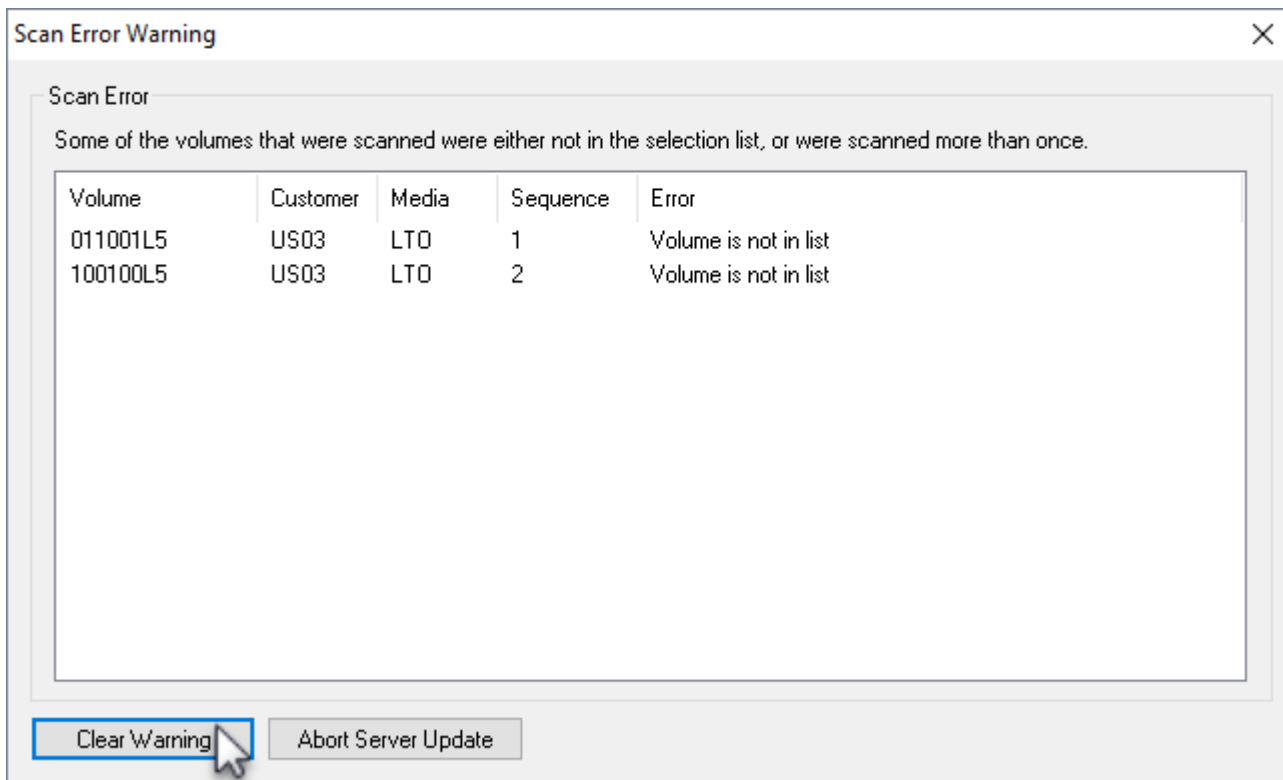 Scan Error Warning
Scan Error
Some of the volumes that were scanned were either not in the selection list, or were scanned more than once.
Volume Customer Media Sequence Error
011001L5 US03 LTO 1 Volume is not in list
100100L5 US03 LTO 2 Volume is not in list
Clear Warning Abort Server Update